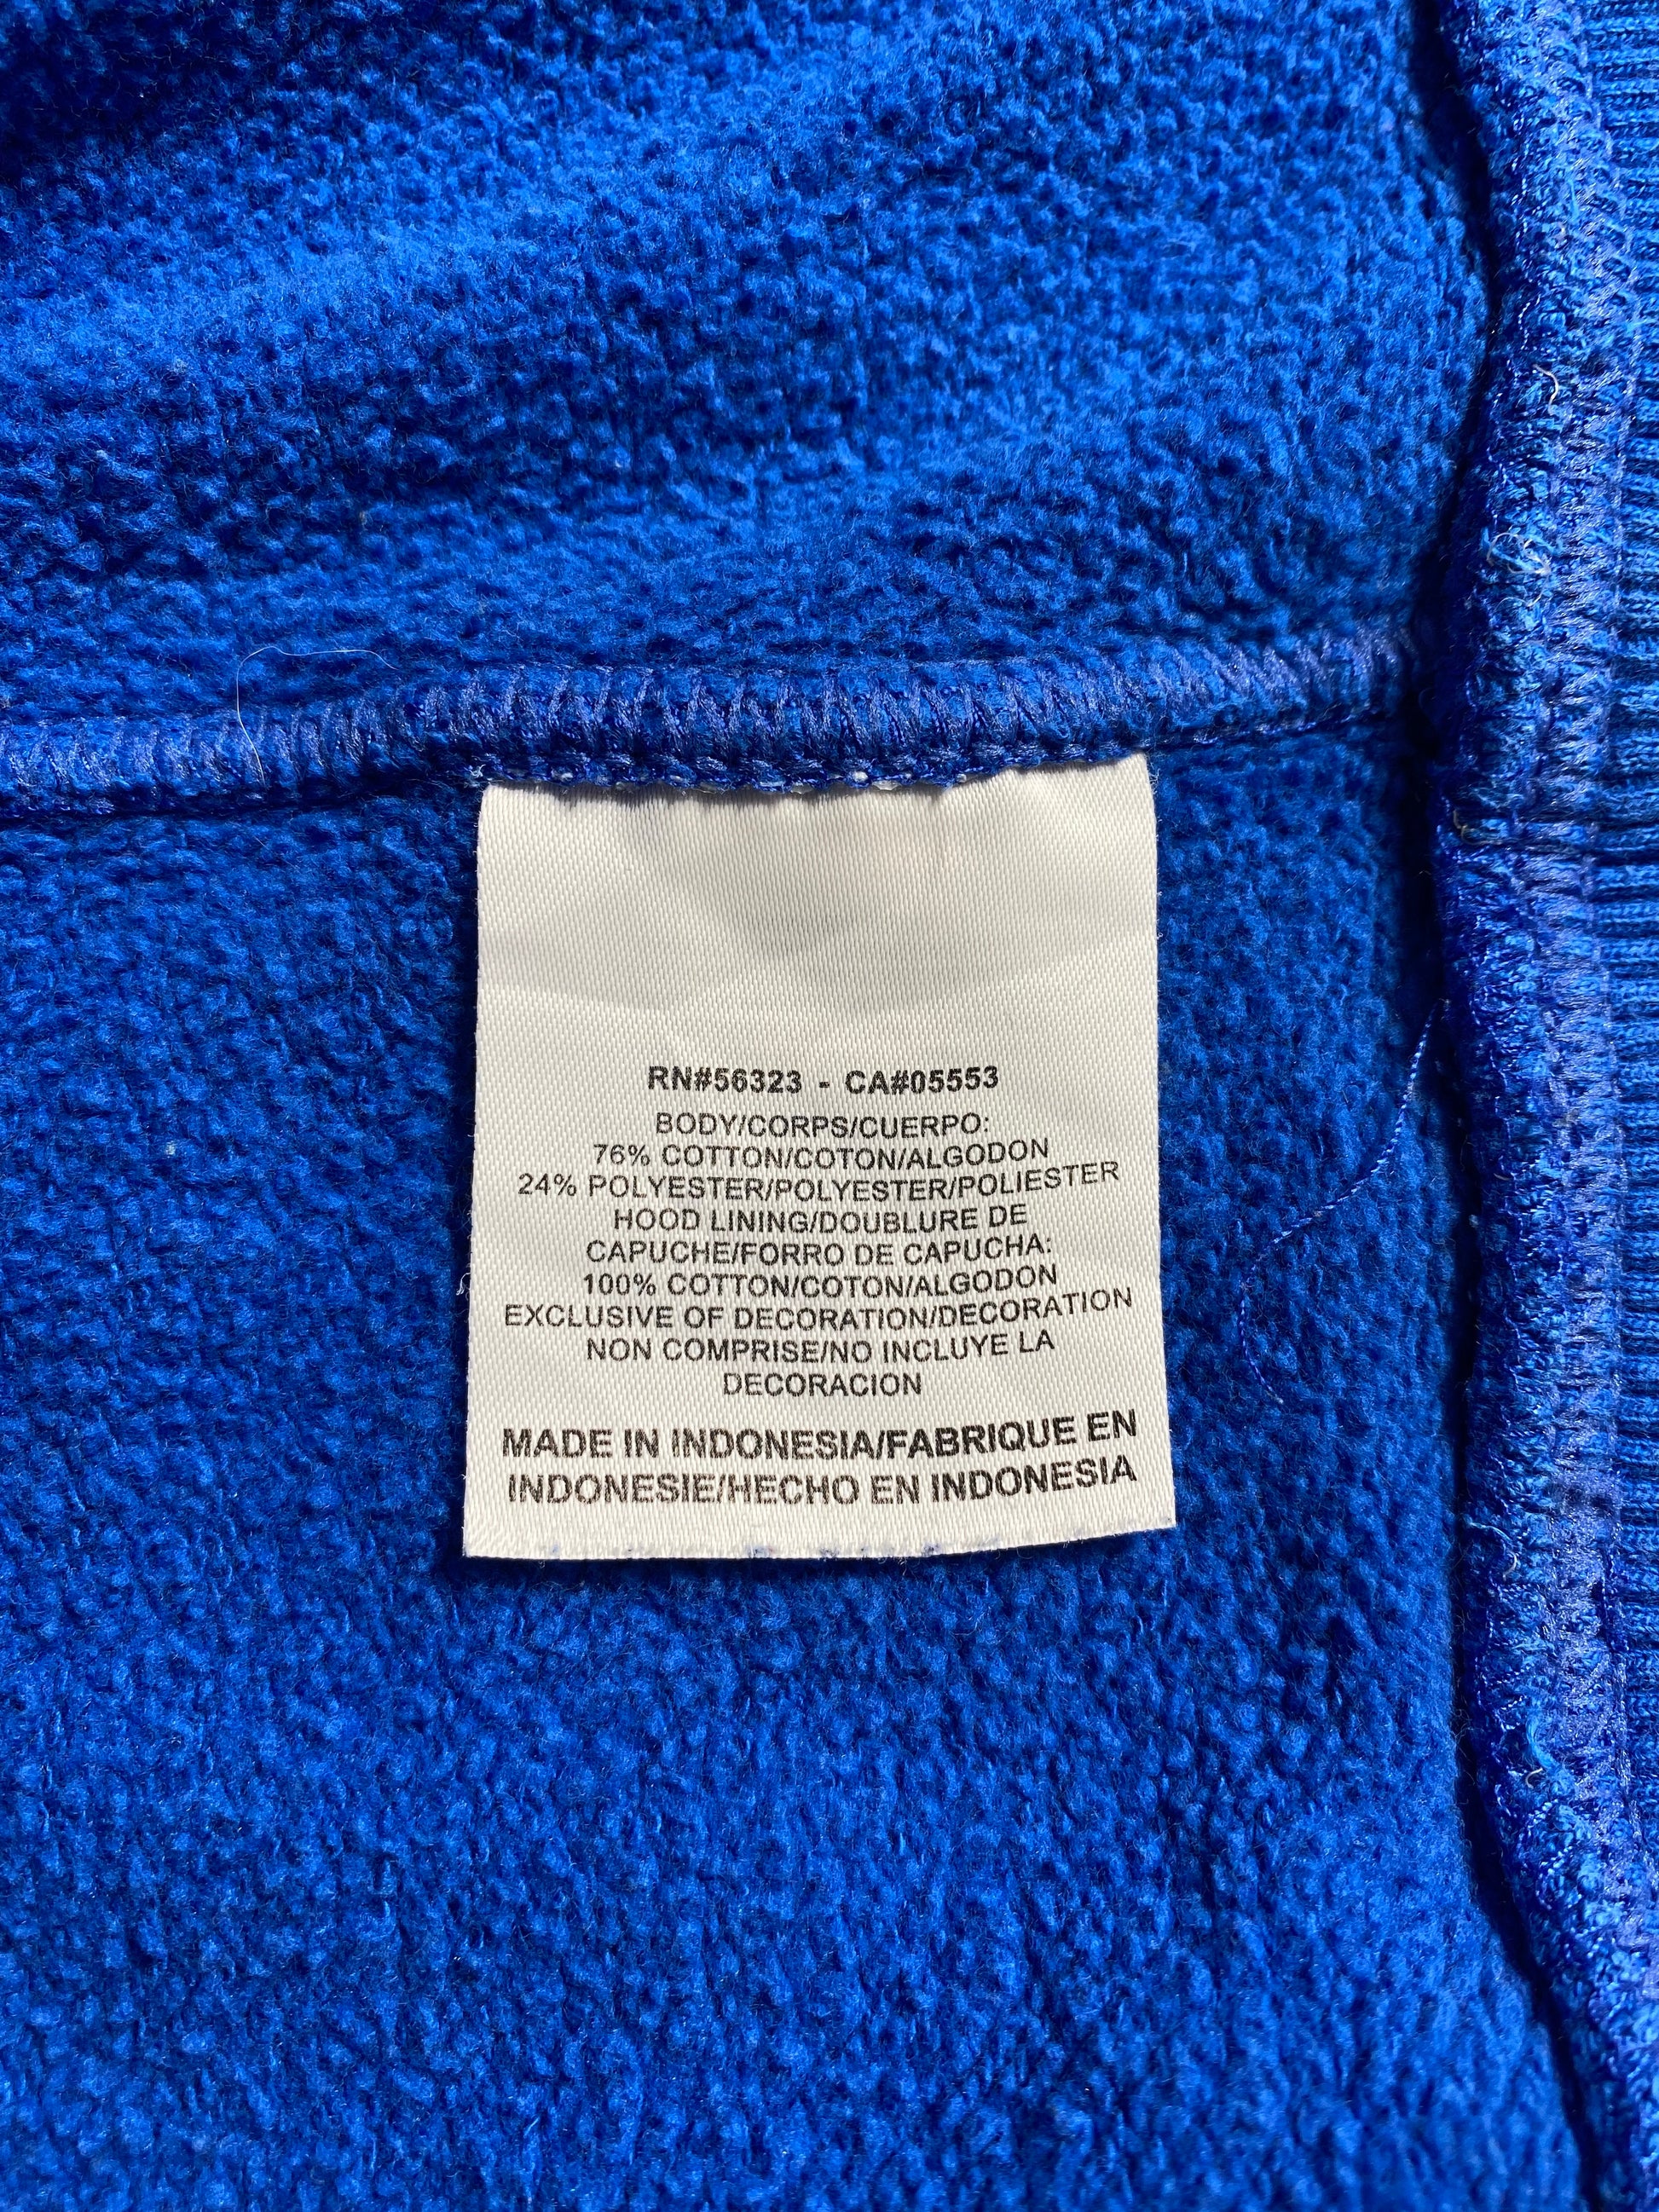 RN#56323 - CA#05553
BODY/CORPS/CUERPO:
76% COTTON/COTON/ALGODON
24% POLYESTER/POLYESTER/POLIESTER
HOOD LINING/DOUBLURE DE
CAPUCHE/FORRO DE CAPUCHA:
100% COTTON/COTON/ALGODON
EXCLUSIVE OF DECORATION/DECORATION
NON COMPRISE/NO INCLUYE LA
DECORACION
MADE IN INDONESIA/FABRIQUE EN
INDONESIE/HECHO EN INDONESIA